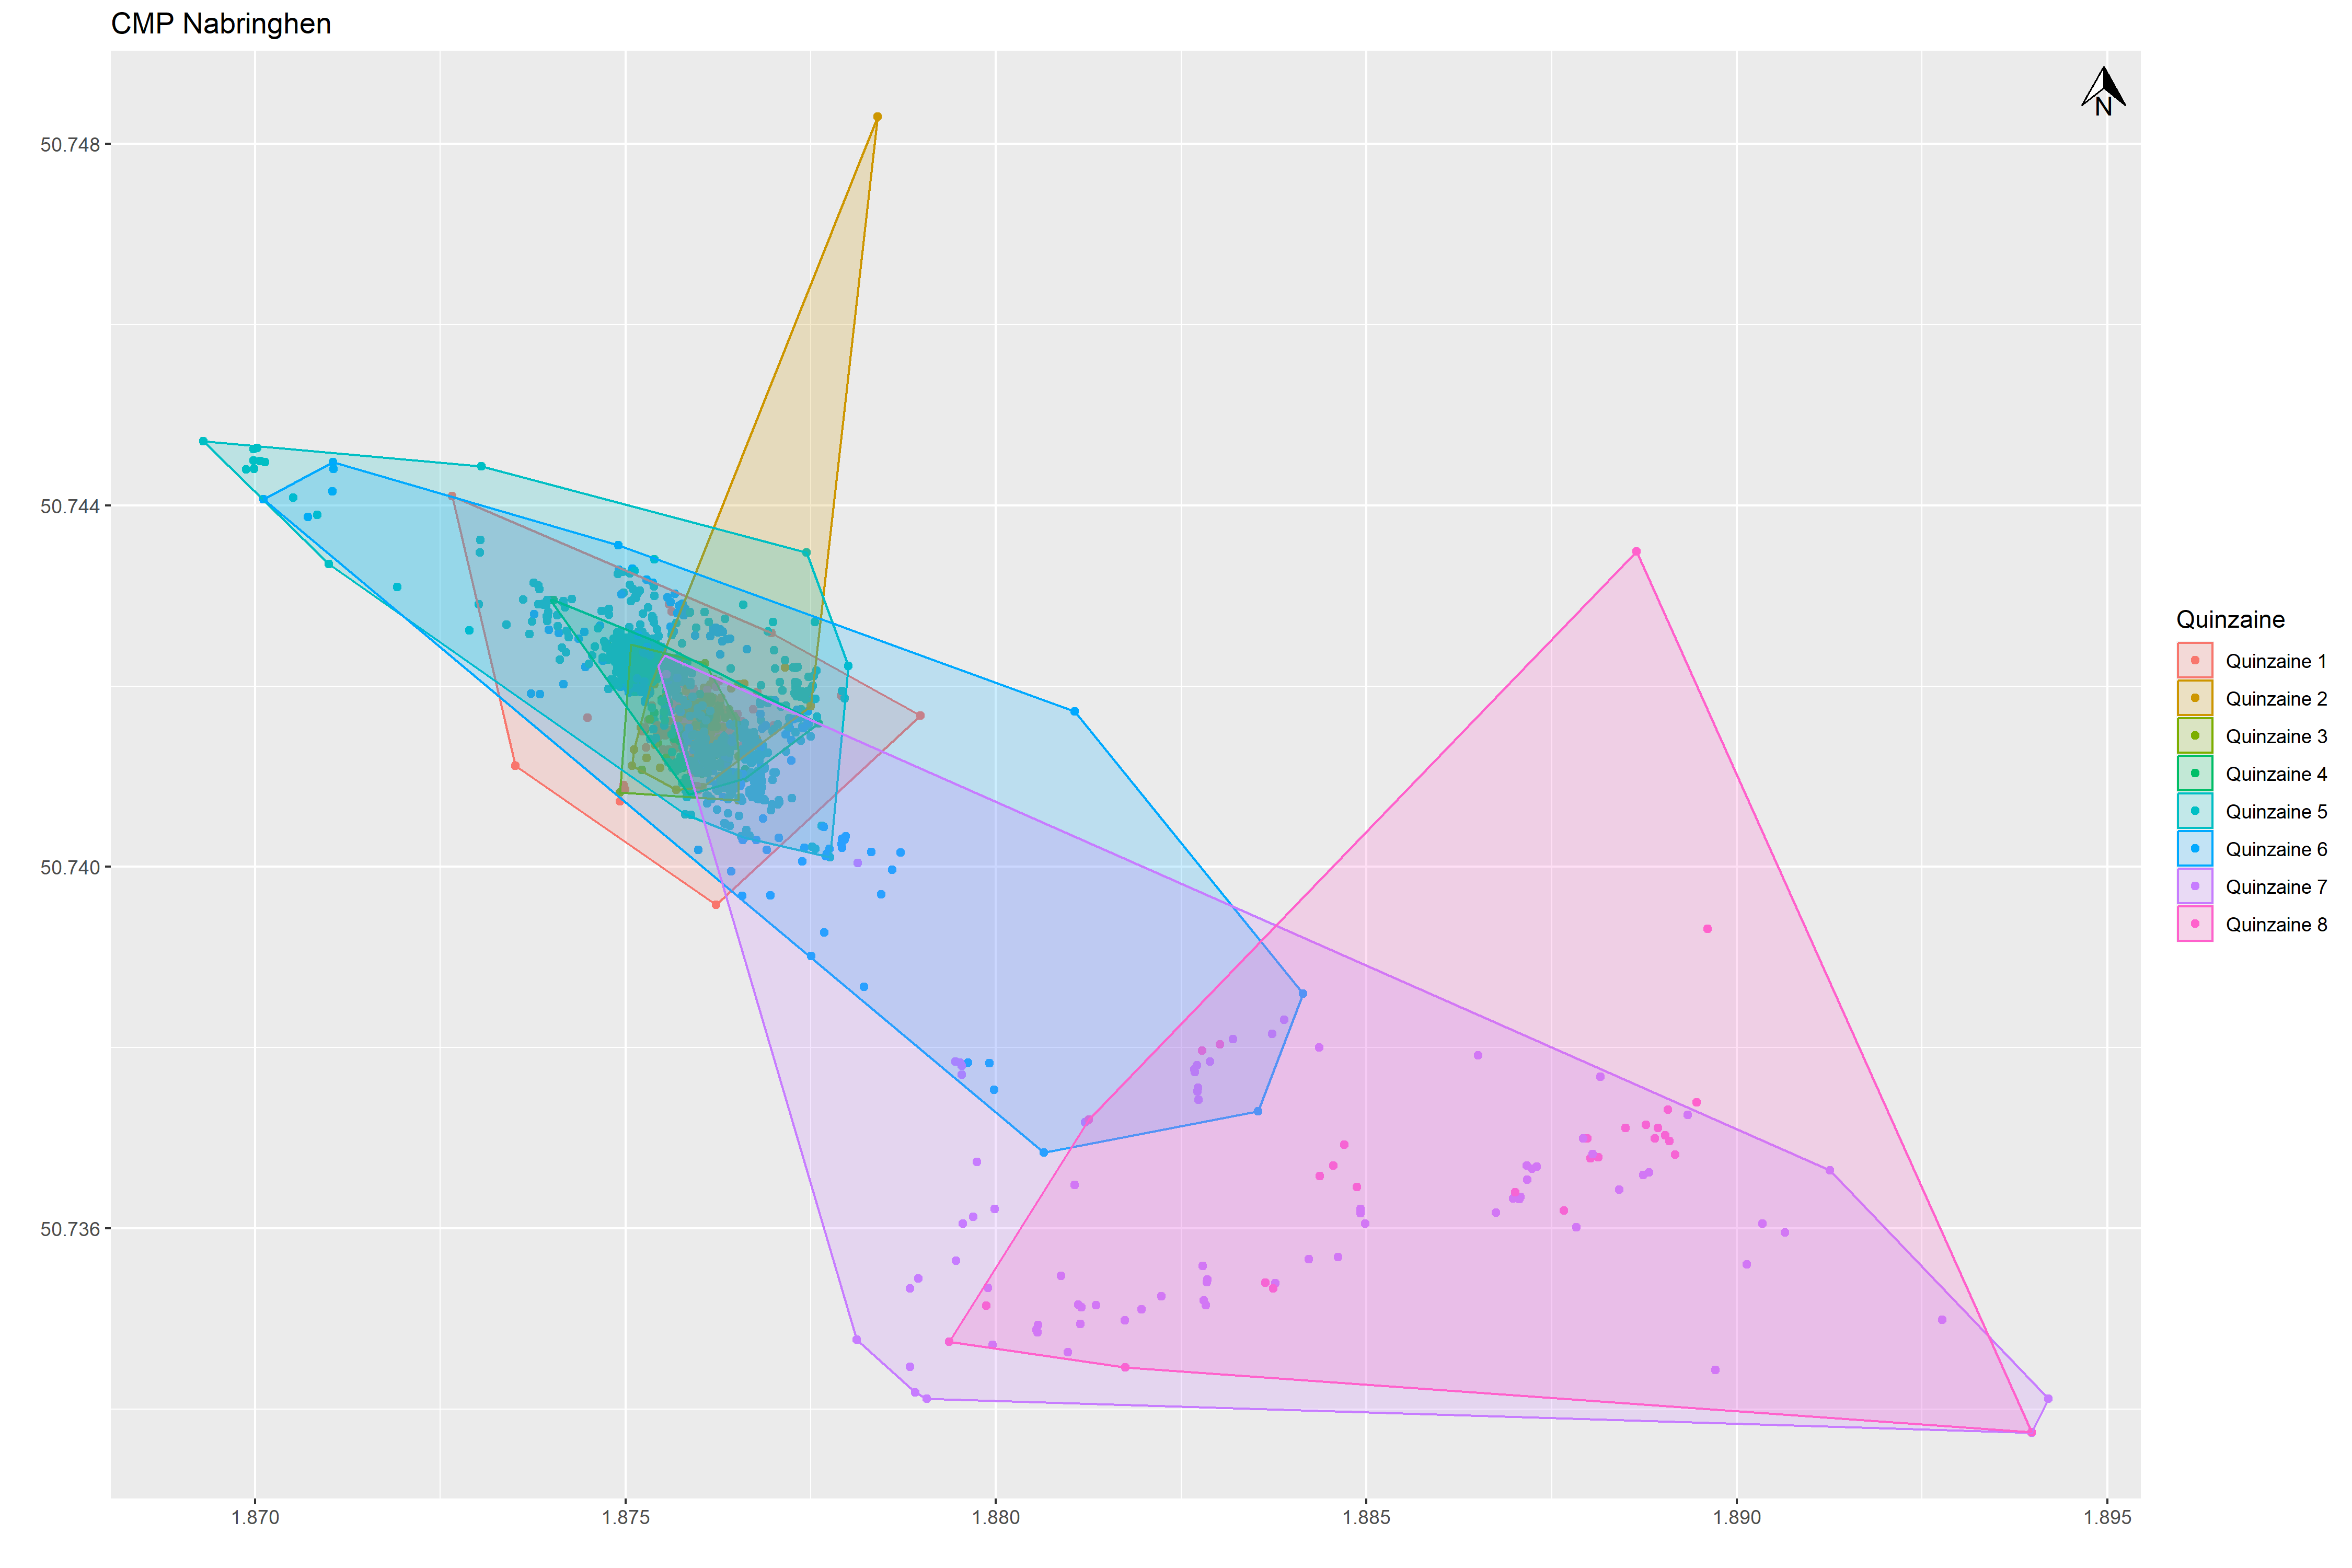 CMP Nabringhen
N
50.748
50.744
50.740
50.736
1.870
1.875
1.880
1.885
1.890
1.895
Quinzaine
Quinzaine 1
Quinzaine 2
Quinzaine 3
Quinzaine 4
Quinzaine 5
Quinzaine 6
Quinzaine 7
Quinzaine 8